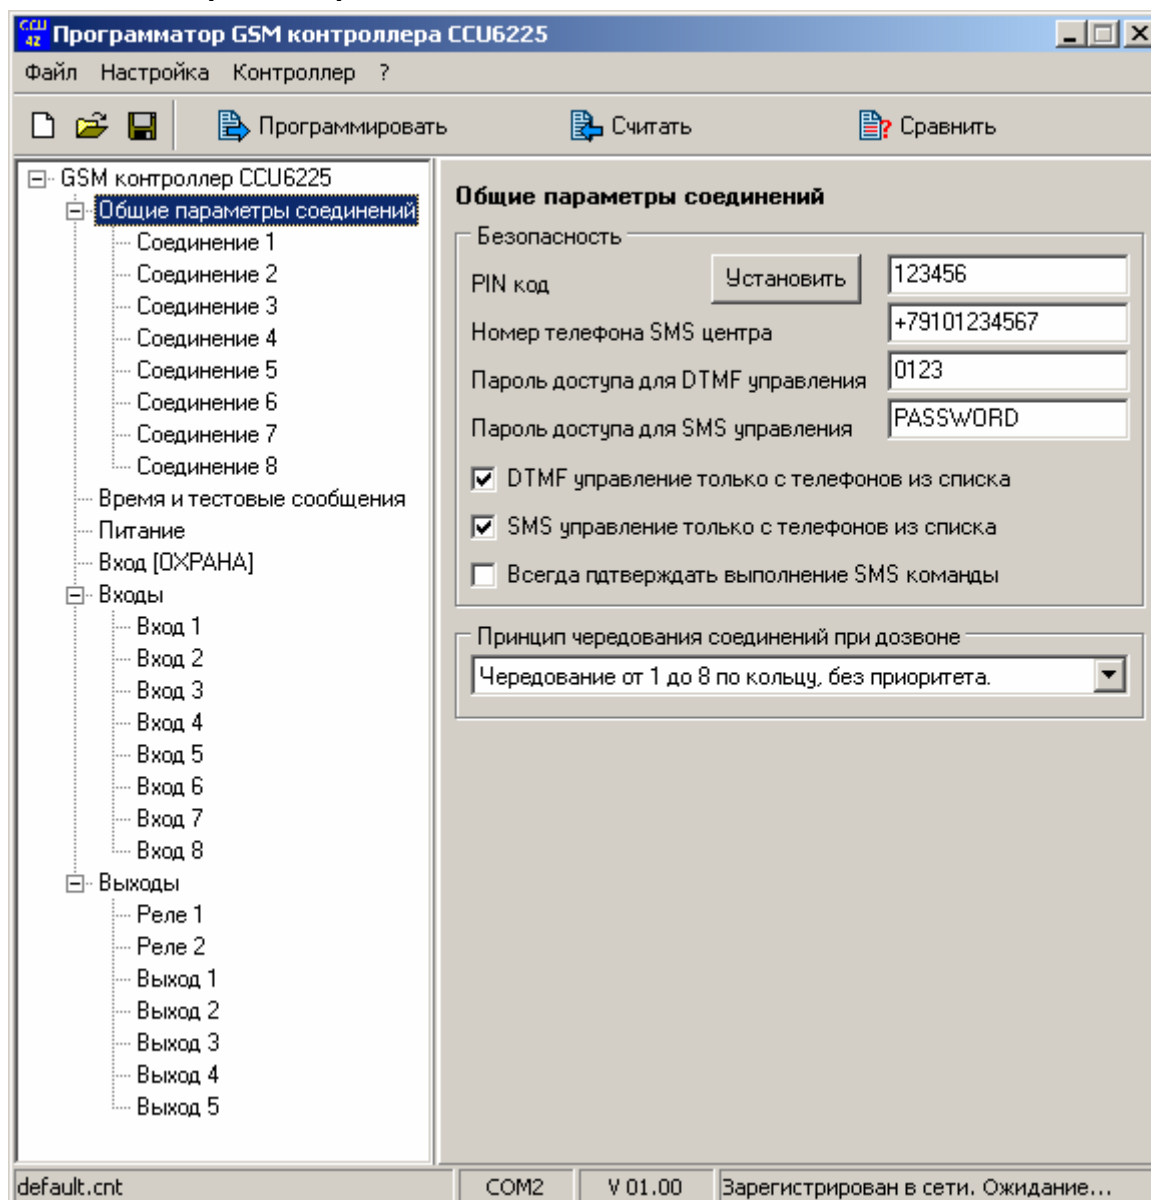 CCU
42
Программатор GSM контроллера CCU6225
Файл Настройка Контроллер ?
Программировать Считать Сравнить
GSM контроллер CCU6225
Общие параметры соединений
Соединение 1
Соединение 2
Соединение 3
Соединение 4
Соединение 5
Соединение 6
Соединение 7
Соединение 8
Время и тестовые сообщения
Питание
Вход [ОХРАНА]
Входы
Вход 1
Вход 2
Вход 3
Вход 4
Вход 5
Вход 6
Вход 7
Вход 8
Выходы
Реле 1
Реле 2
Выход 1
Выход 2
Выход 3
Выход 4
Выход 5
Общие параметры соединений
Безопасность
PIN код Установить 123456
Номер телефона SMS центра +79101234567
Пароль доступа для DTMF управления 0123
Пароль доступа для SMS управления PASSWORD
DTMF управление только с телефонов из списка
SMS управление только с телефонов из списка
Всегда пдтверждать выполнение SMS команды
Принцип чередования соединений при дозвоне
Чередование от 1 до 8 по кольцу, без приоритета.
default.cnt COM2 V 01.00 Зарегистрирован в сети. Ожидание...